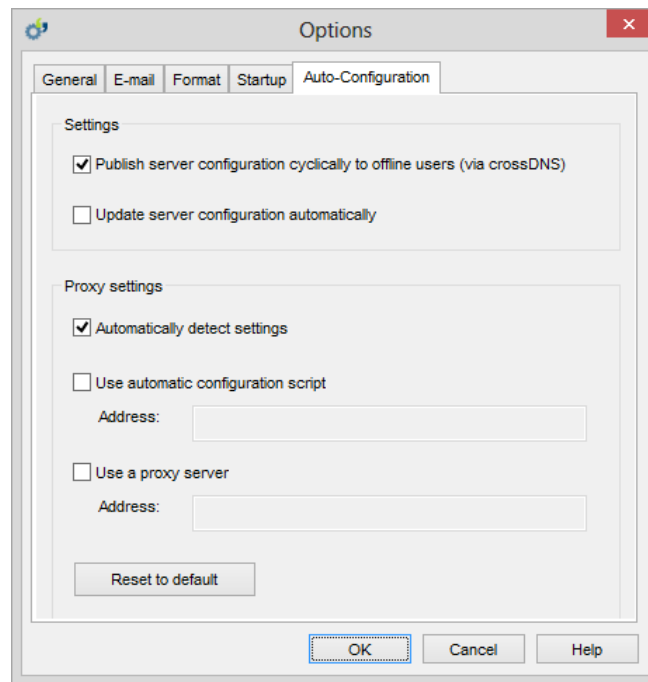 Options
General E-mail Format Startup Auto-Configuration
Settings
Publish server configuration cyclically to offline users (via crossDNS)
Update server configuration automatically
Proxy settings
Automatically detect settings
Use automatic configuration script
Address:
Use a proxy server
Address:
Reset to default
OK Cancel Help